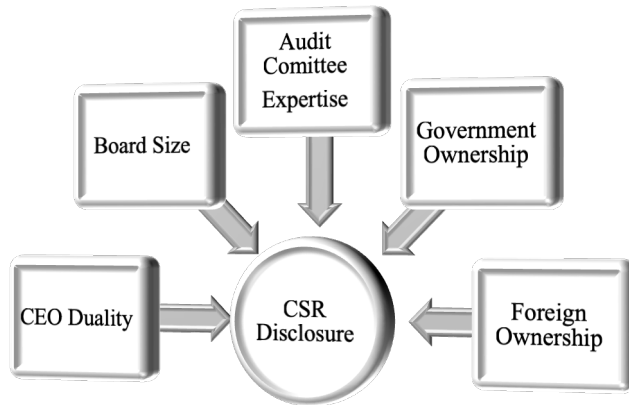 Audit
Comittee
Expertise
Board Size
Government
Ownership
CEO Duality
CSR
Disclosure
Foreign
Ownership